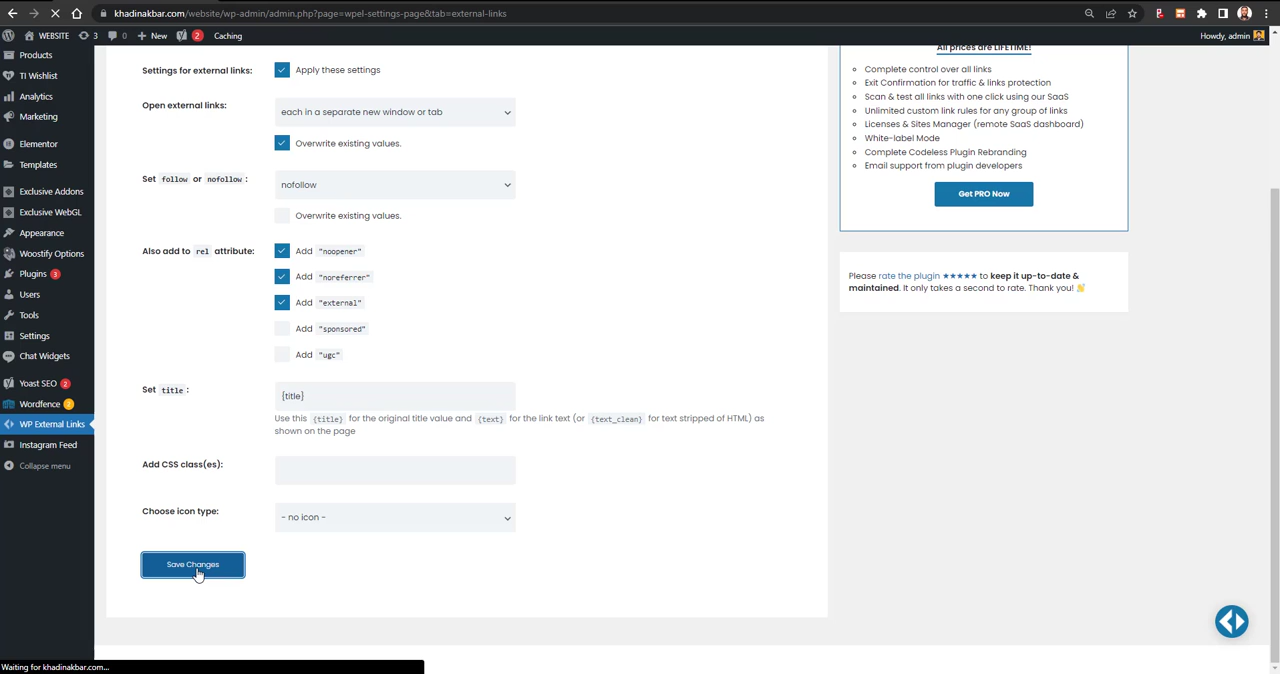 khadinakbar.com/website/wp-admin/admin.php?page=wpel-settings-page&tab=external-links
WEBSITE 3 0 New 2 Caching Howdy, admin
Products
TI Wishlist
Analytics
Marketing
Elementor
Templates
Exclusive Addons
Exclusive WebGL
Appearance
Woostify Options
Plugins 3
Users
Tools
Settings
Chat Widgets
Yoast SEO 2
Wordfence 2
WP External Links
Instagram Feed
Collapse menu
Settings for external links: Apply these settings
Open external links: each in a separate new window or tab
Overwrite existing values.
Set follow or nofollow : nofollow
Overwrite existing values.
Also add to rel attribute: Add "noopener"
Add "noreferrer"
Add "external"
Add "sponsored"
Add "ugc"
Set title : {title}
Use this {title} for the original title value and {text} for the link text (or {text_clean} for text stripped of HTML) as
shown on the page
Add CSS class(es):
Choose icon type: - no icon -
Save Changes
All prices are LIFETIME!
Complete control over all links
Exit Confirmation for traffic & links protection
Scan & test all links with one click using our SaaS
Unlimited custom link rules for any group of links
Licenses & Sites Manager (remote SaaS dashboard)
White-label Mode
Complete Codeless Plugin Rebranding
Email support from plugin developers
Get PRO Now
Please rate the plugin ★★★★★ to keep it up-to-date &
maintained. It only takes a second to rate. Thank you! 👋
Waiting for khadinakbar.com...